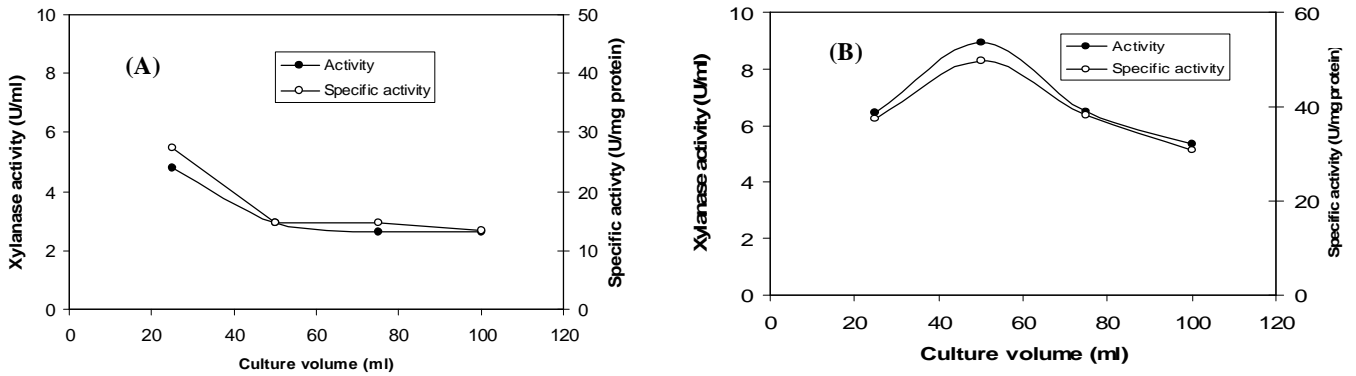 (A)
Xylanase activity (U/ml)
10
8
6
4
2
0
Activity
Specific activity
50
40
30
20
10
0
Specific activty (U/mg protein)
0 20 40 60 80 100 120
Culture volume (ml)
(B)
Xylanase activity (U/ml)
10
8
6
4
2
0
Activity
Specific activity
60
40
20
0
Specific activity (U/mg protein)
0 20 40 60 80 100 120
Culture volume (ml)